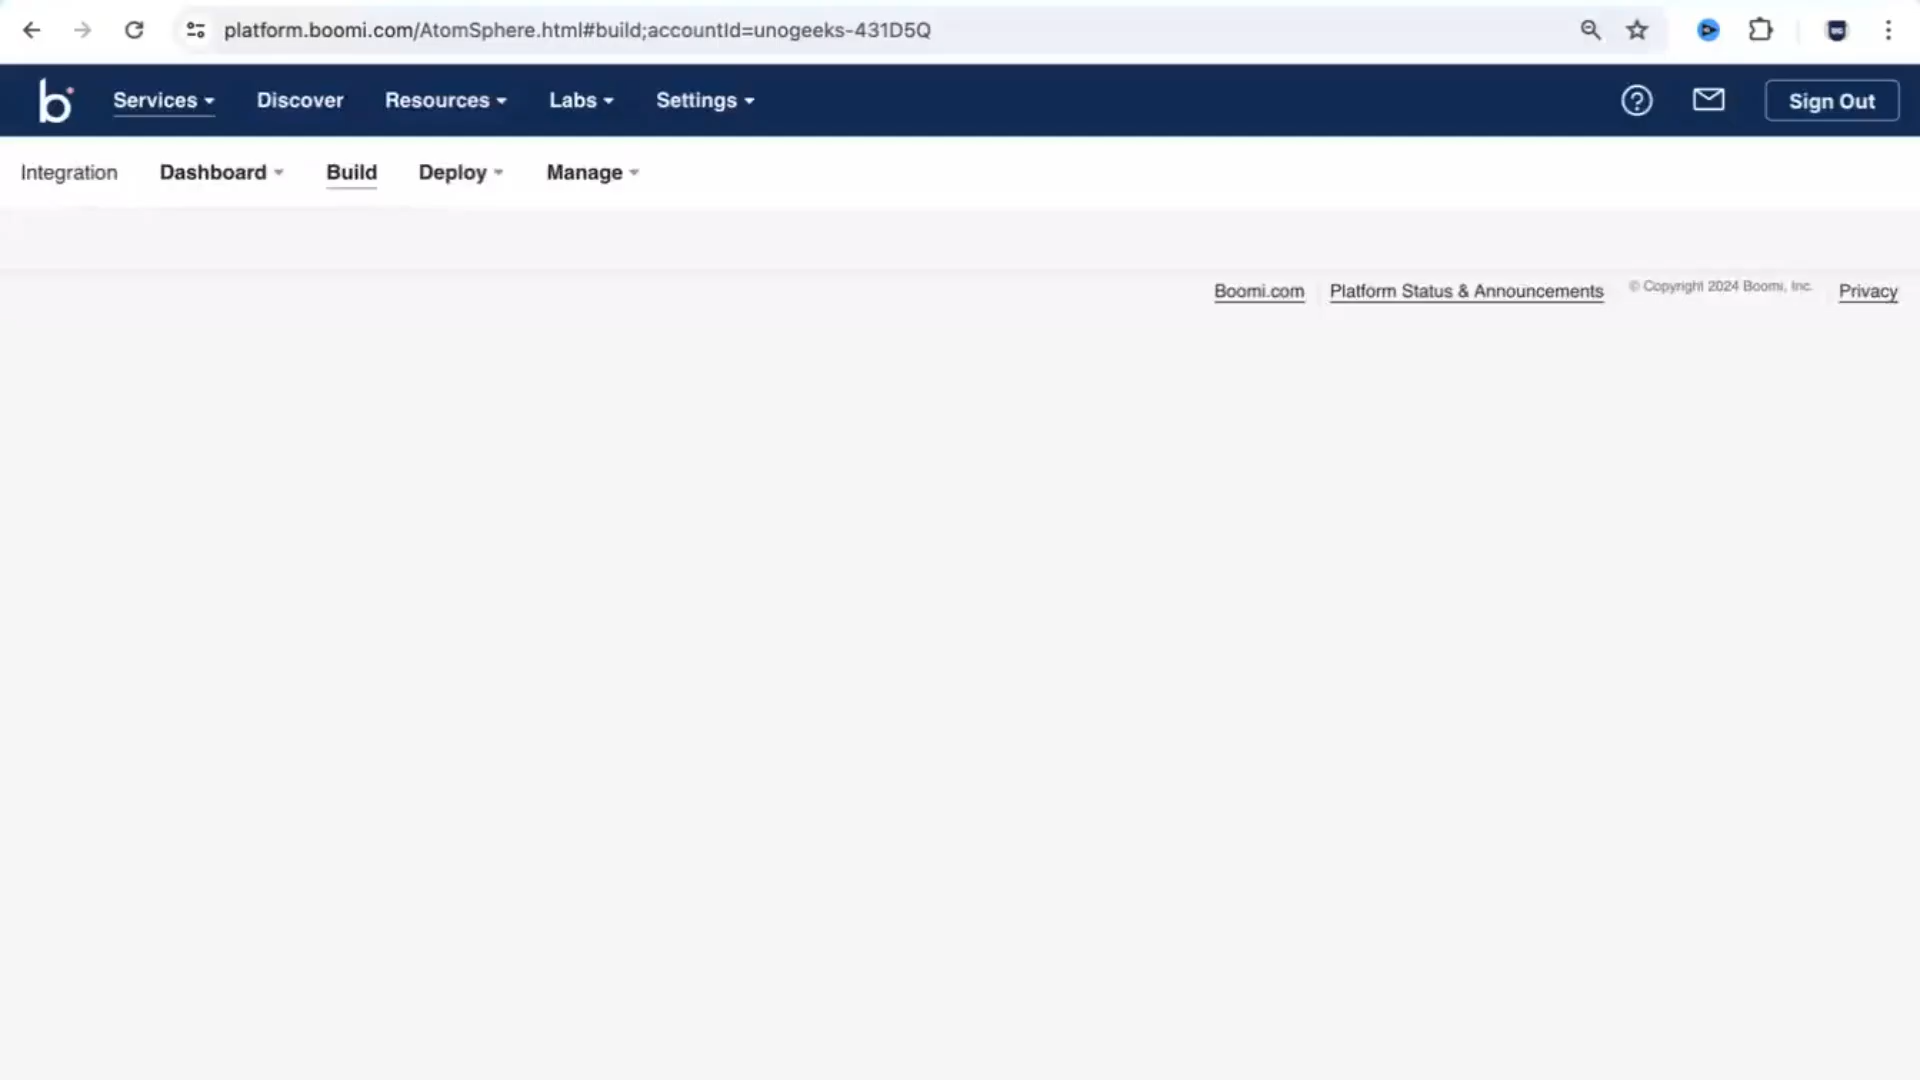 platform.boomi.com/AtomSphere.html#build;accountId=unogeeks-431D5Q
b Services Discover Resources Labs Settings Sign Out
Integration Dashboard Build Deploy Manage
Boomi.com Platform Status & Announcements © Copyright 2024 Boomi, Inc. Privacy